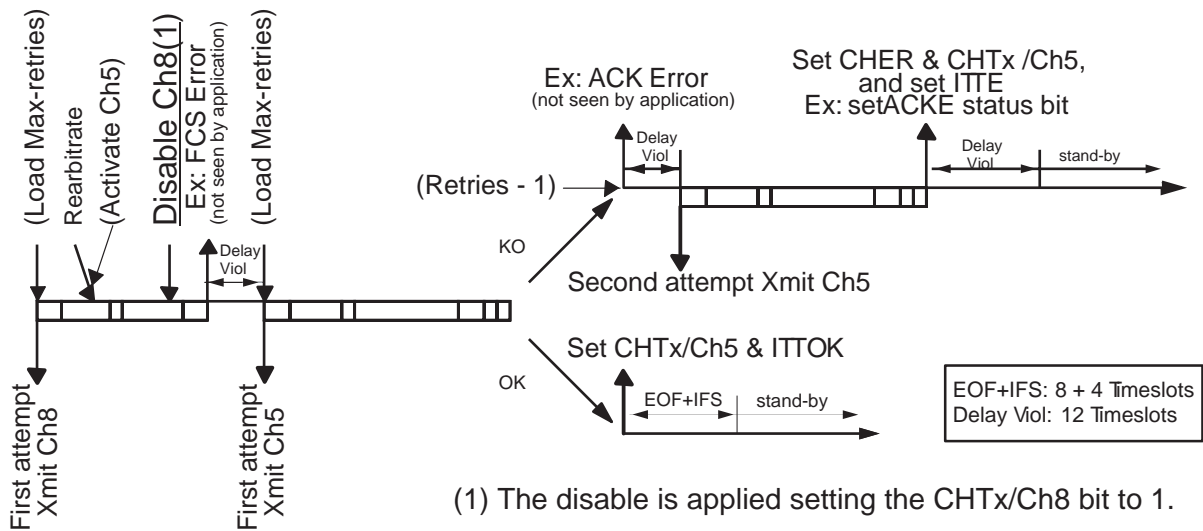 (Load Max-retries)
Rearbitrate
(Activate Ch5)
Disable Ch8(1)
Ex: FCS Error
(not seen by application)
(Load Max-retries)
Delay
Viol
First attempt
Xmit Ch8
First attempt
Xmit Ch5
Ex: ACK Error
(not seen by application)
Set CHER & CHTx /Ch5,
and set ITTE
Ex: setACKE status bit
Delay
Viol
Delay
Viol
stand-by
(Retries - 1)
KO
Second attempt Xmit Ch5
Set CHTx/Ch5 & ITTOK
OK
EOF+IFS
stand-by
EOF+IFS: 8 + 4 Timeslots
Delay Viol: 12 Timeslots
(1) The disable is applied setting the CHTx/Ch8 bit to 1.